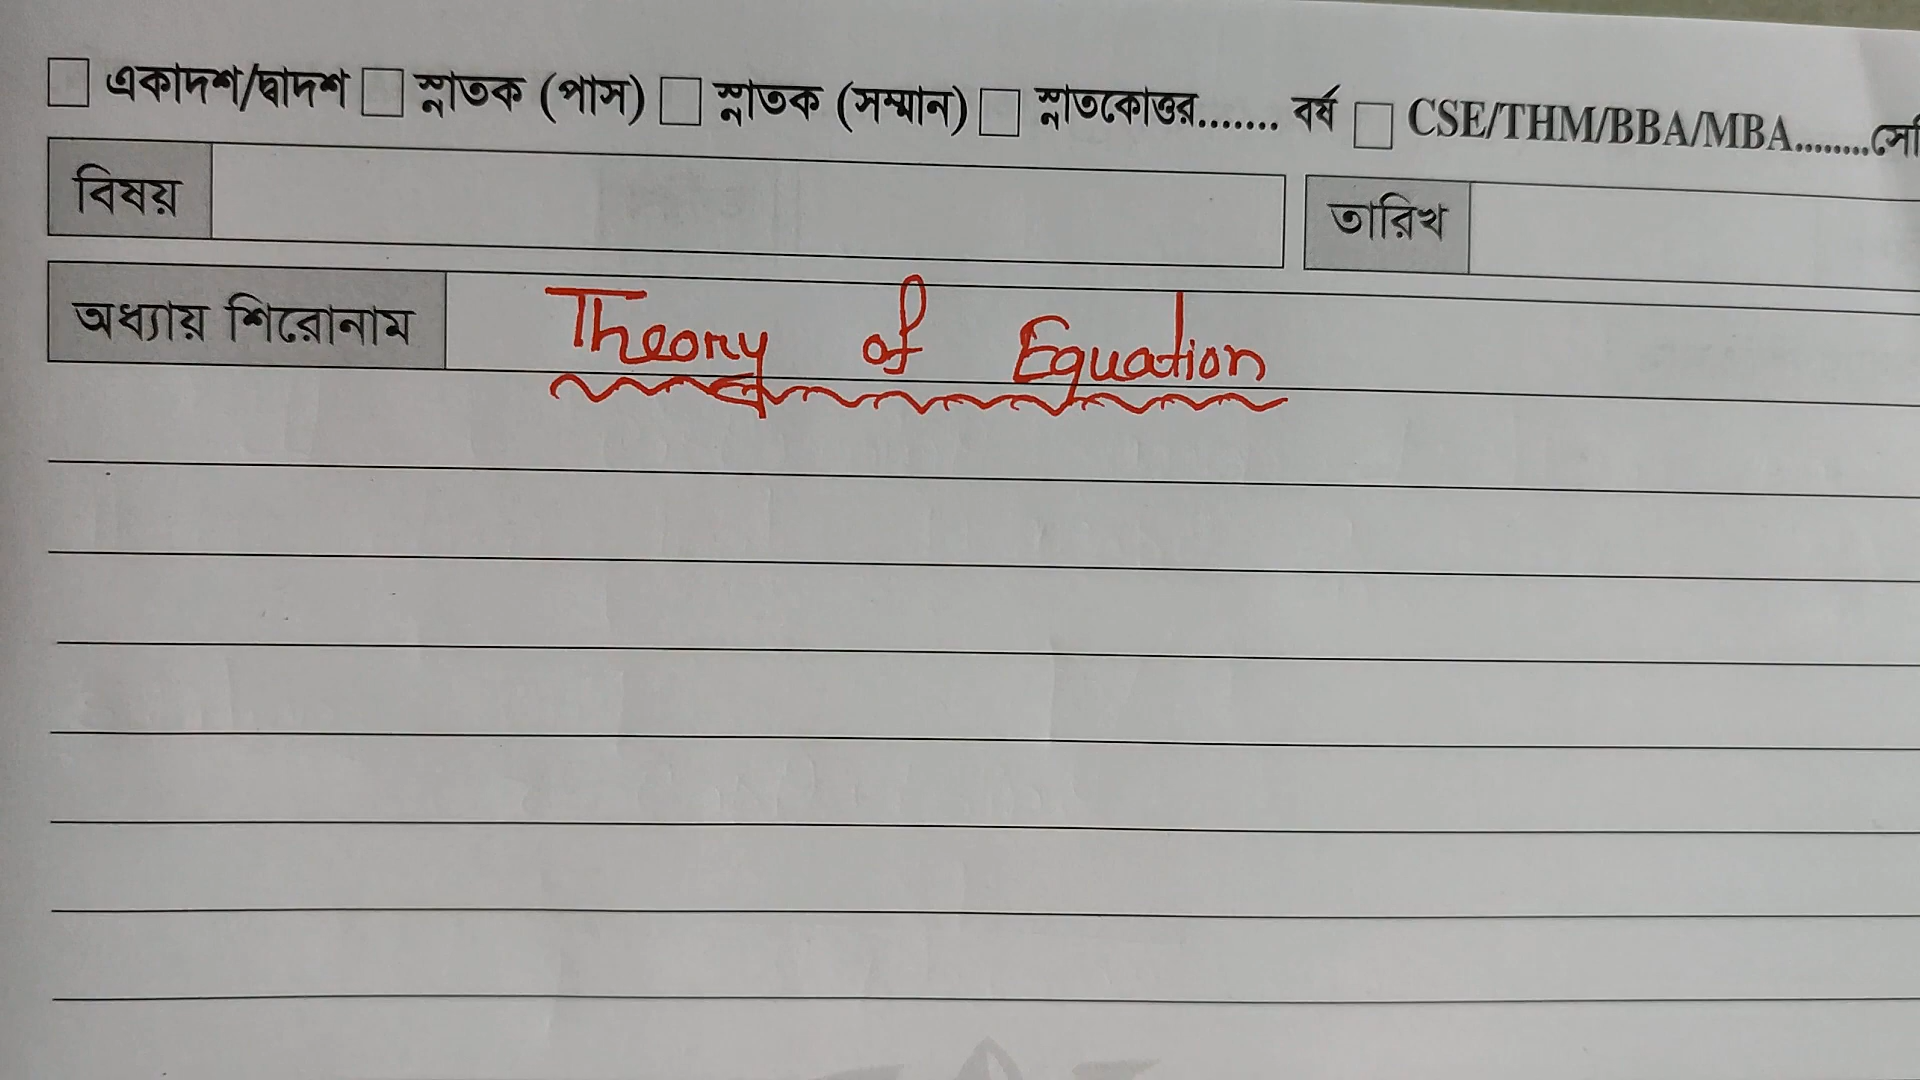 একাদশ/দ্বাদশ স্নাতক (পাস) স্নাতক (সম্মান) স্নাতকোত্তর....... বর্ষ CSE/THM/BBA/MBA........
বিষয় তারিখ
অধ্যায় শিরোনাম Theory of Equation